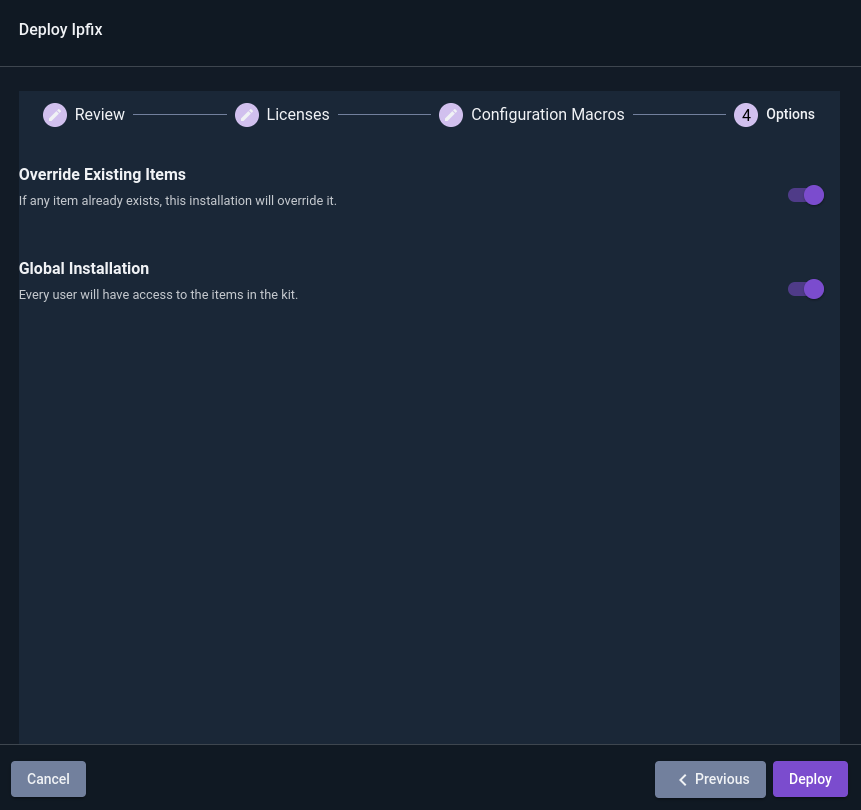 Deploy Ipfix
Review Licenses Configuration Macros 4 Options
Override Existing Items
If any item already exists, this installation will override it.
Global Installation
Every user will have access to the items in the kit.
Cancel Previous Deploy